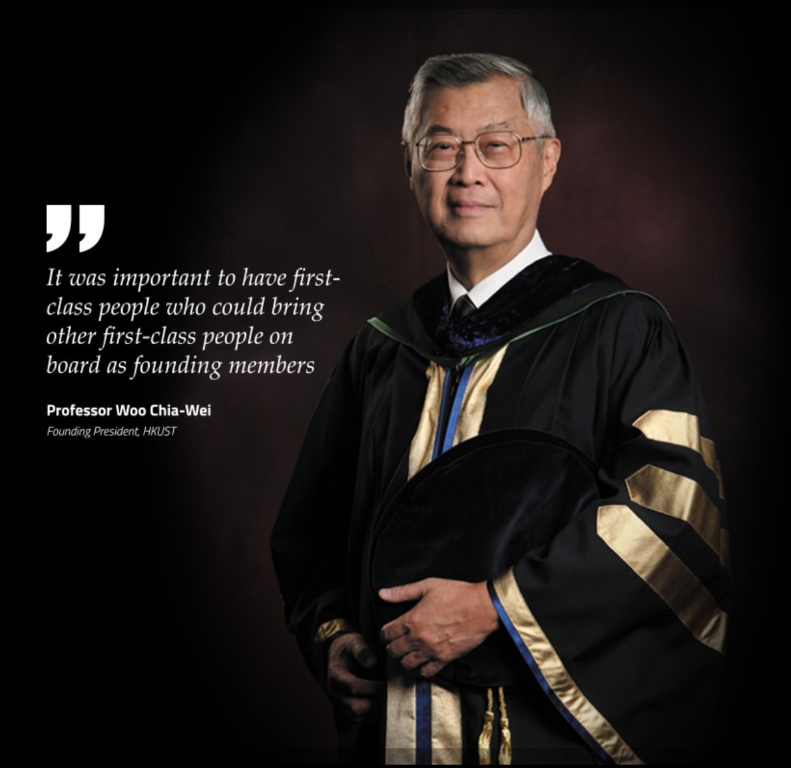 ”
It was important to have first-
class people who could bring
other first-class people on
board as founding members
Professor Woo Chia-Wei
Founding President, HKUST